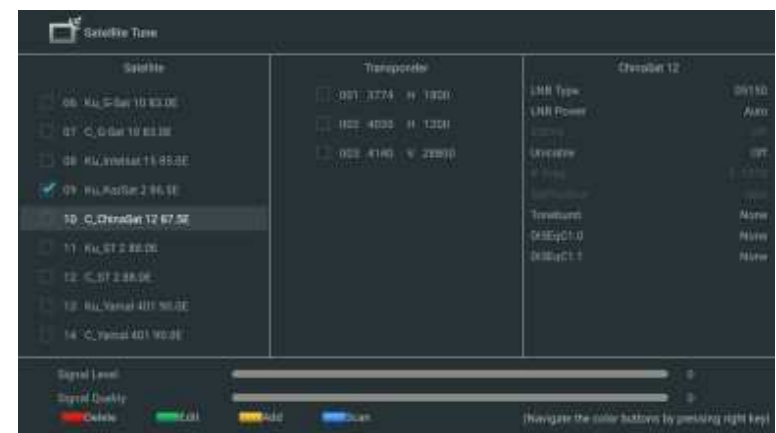 Satellite Tune
Satellite
06 Ku_G-Sat 10 83.0E
07 C_G-Sat 10 83.0E
08 Ku_Intelsat 15 85.0E
09 Ku_KazSat 2 86.5E
10 C_ChinaSat 12 87.5E
11 Ku_ST 2 88.0E
12 C_ST 2 88.0E
13 Ku_Yamal 401 90.0E
14 C_Yamal 401 90.0E
Transponder
001 3774 H 1800
002 4030 H 1200
003 4140 V 28800
ChinaSat 12
LNB Type 05150
LNB Power Auto
Unicable Off
Toneburst None
DiSEqC1.0 None
DiSEqC1.1 None
Signal Level 0
Signal Quality 0
Delete Edit Add Scan (Navigate the color buttons by pressing right key)